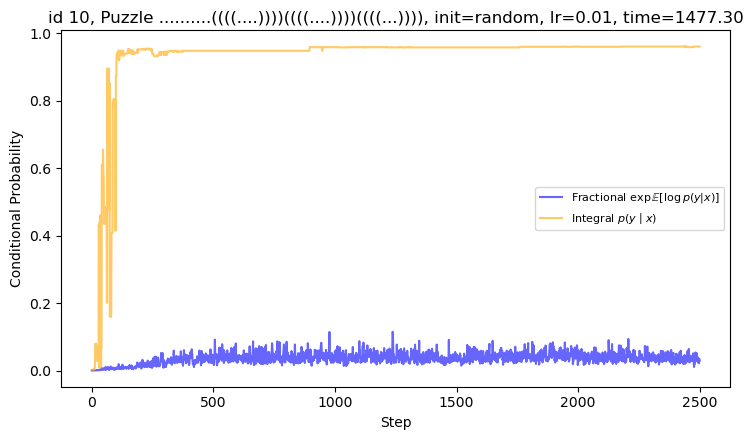 id 10, Puzzle ..........((((....))))((((....))))((((...)))), init=random, lr=0.01, time=1477.30
1.0
0.8
0.6
0.4
0.2
0.0
Conditional Probability
Fractional exp𝔼[log p(y|x)]
Integral p(y | x)
0
500
1000
1500
2000
2500
Step